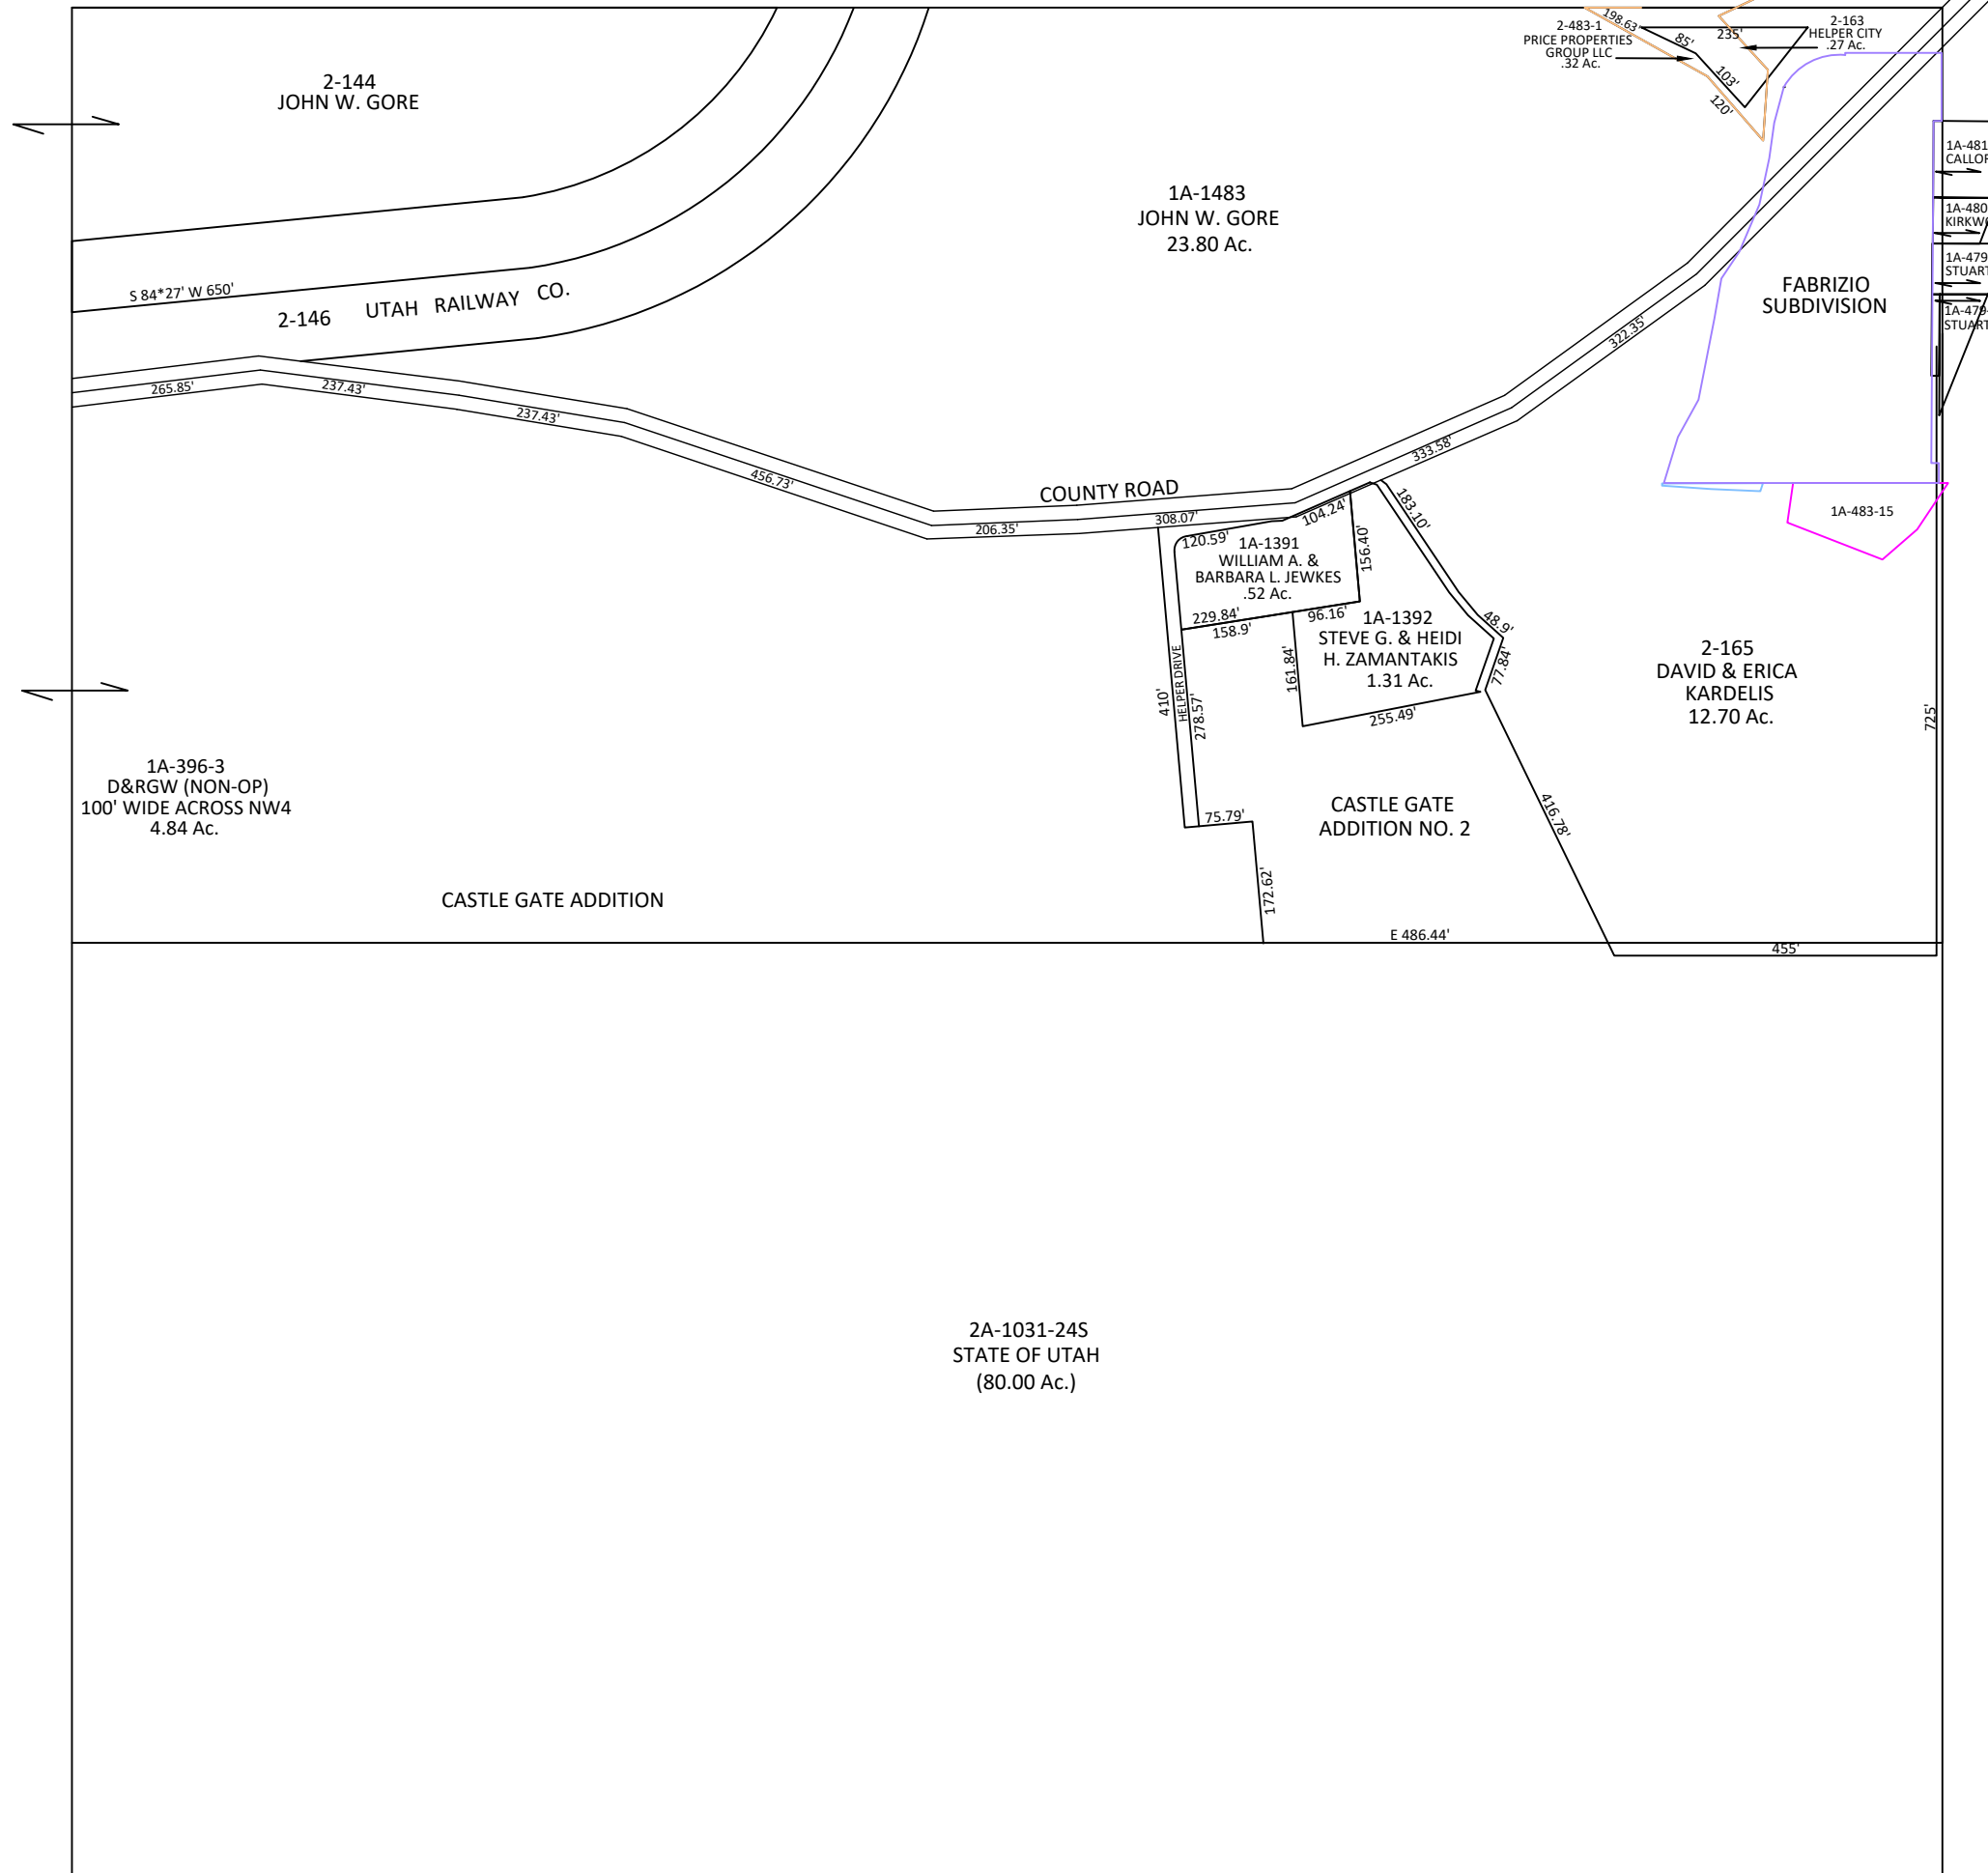 2-144
JOHN W. GORE
S 84*27' W 650'
2-146 UTAH RAILWAY CO.
1A-1483
JOHN W. GORE
23.80 Ac.
2-483-1
PRICE PROPERTIES
GROUP LLC
.32 Ac.
198.63'
85'
235'
103'
120'
2-163
HELPER CITY
.27 Ac.
1A-481
CALLOR
1A-480
KIRKW
1A-479
STUART
1A-479-
STUART
FABRIZIO
SUBDIVISION
265.85'
237.43'
237.43'
456.73'
206.35'
COUNTY ROAD
308.07'
333.58'
322.35'
1A-483-15
120.59'
104.24'
1A-1391
WILLIAM A. &
BARBARA L. JEWKES
.52 Ac.
156.40'
183.10'
229.84'
96.16'
158.9'
48.9'
77.84'
1A-1392
STEVE G. & HEIDI
H. ZAMANTAKIS
1.31 Ac.
161.84'
255.49'
410'
HELPER DRIVE
278.57'
2-165
DAVID & ERICA
KARDELIS
12.70 Ac.
725'
1A-396-3
D&RGW (NON-OP)
100' WIDE ACROSS NW4
4.84 Ac.
75.79'
CASTLE GATE
ADDITION NO. 2
416.78'
172.62'
CASTLE GATE ADDITION
E 486.44'
455'
2A-1031-24S
STATE OF UTAH
(80.00 Ac.)